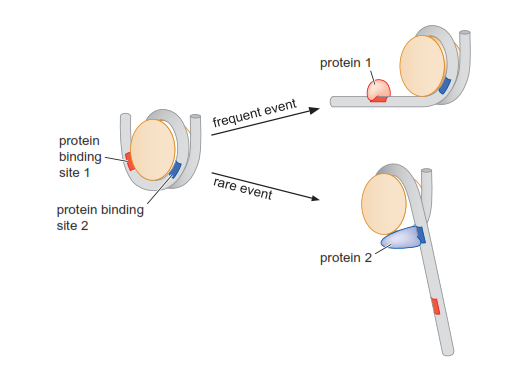 protein 1
frequent event
protein
binding
site 1
rare event
protein binding
site 2
protein 2